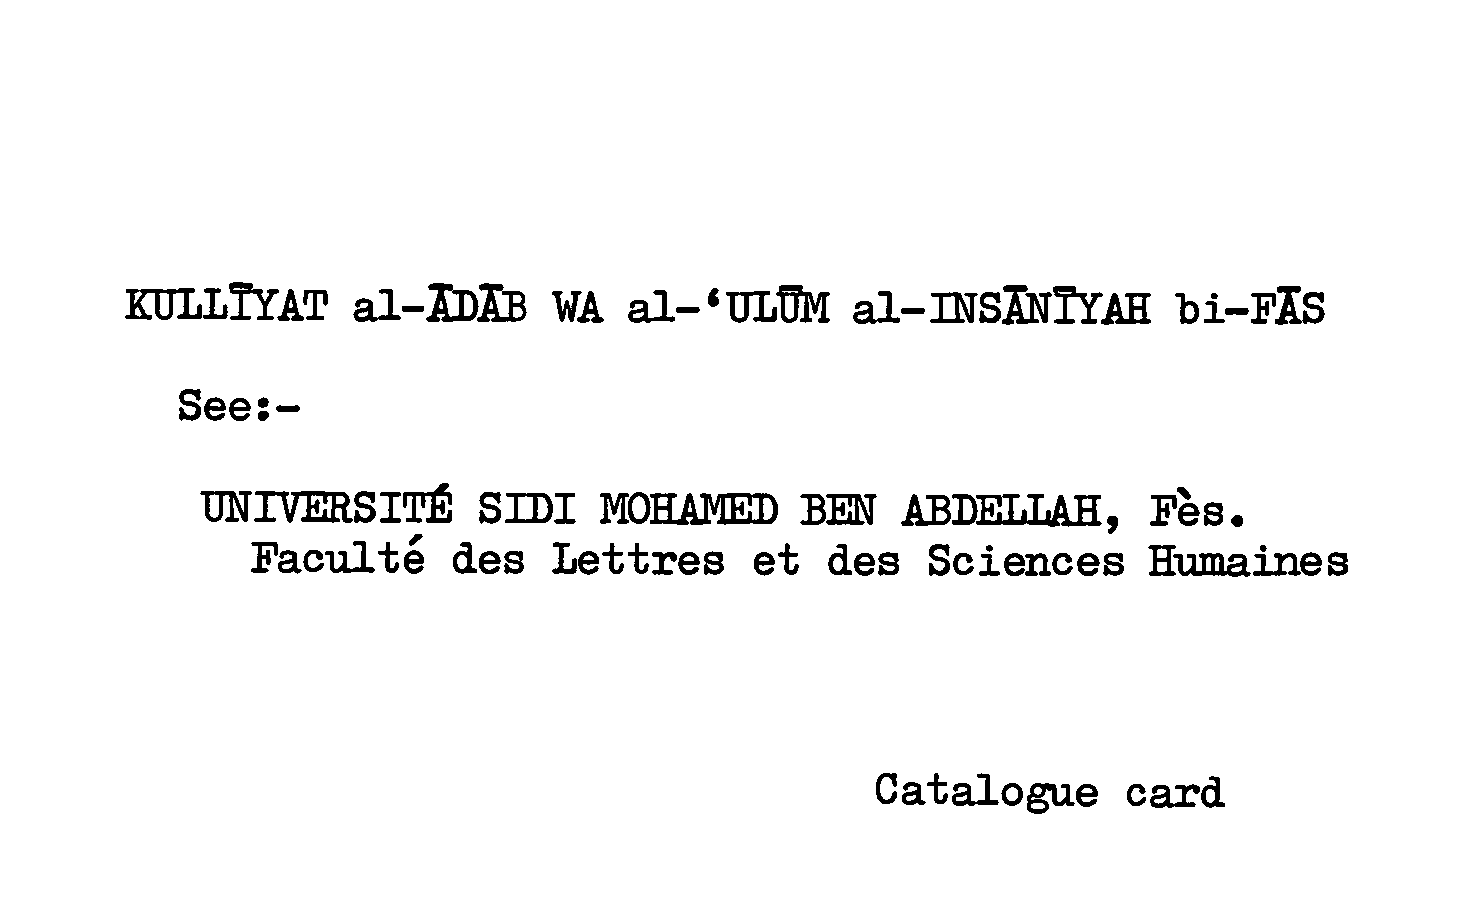 KULLĪYAT al-ĀDĀB WA al-‘ULŪM al-INSĀNĪYAH bi-FĀS
See:-
UNIVERSITÉ SIDI MOHAMED BEN ABDELLAH, Fès.
Faculté des Lettres et des Sciences Humaines
Catalogue card